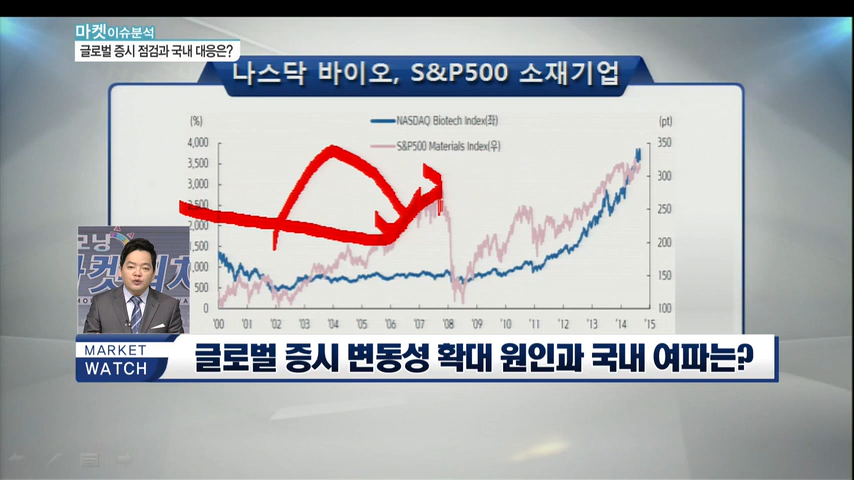 마켓이슈분석
글로벌 증시 점검과 국내 대응은?
나스닥 바이오, S&P500 소재기업
(%)
(pt)
NASDAQ Biotech Index(좌)
S&P500 Materials Index(우)
4,000
3,500
3,000
2,500
2,000
1,500
1,000
500
0
350
300
250
200
150
100
'00 '01 '02 '03 '04 '05 '06 '07 '08 '09 '10 '11 '12 '13 '14 '15
모닝
MARKET
WATCH
글로벌 증시 변동성 확대 원인과 국내 여파는?